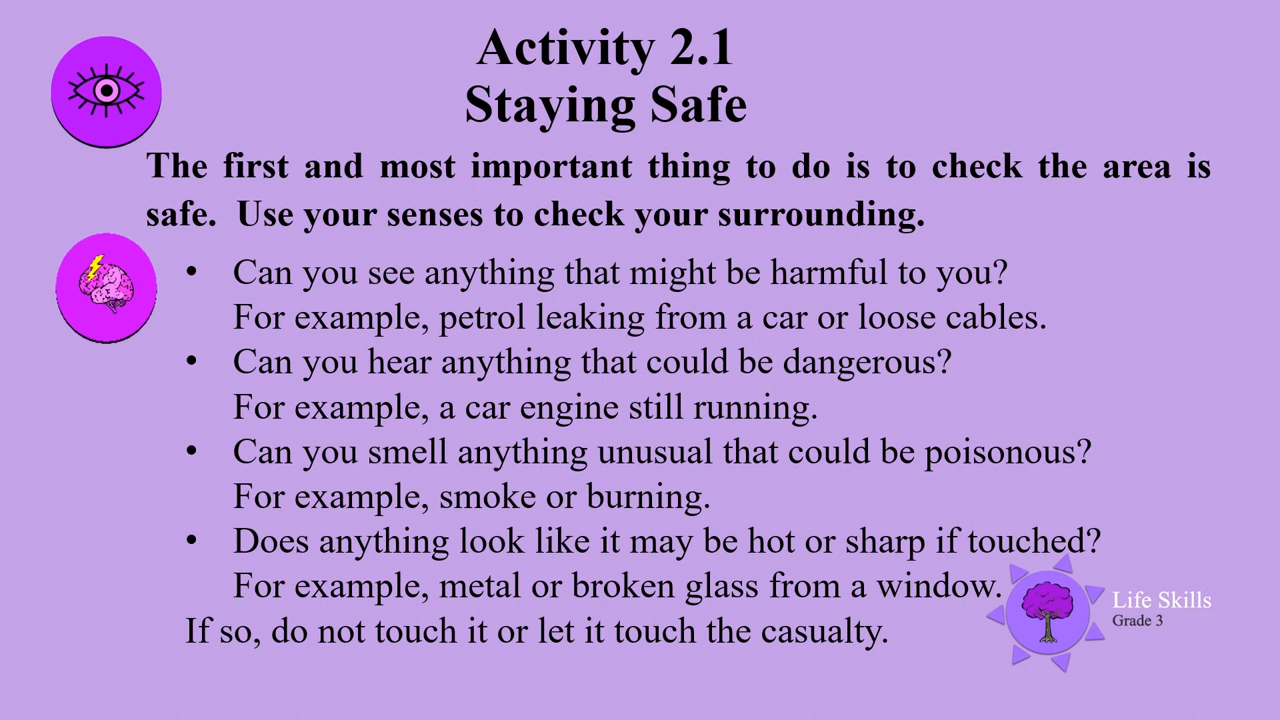 Activity 2.1
Staying Safe
The first and most important thing to do is to check the area is
safe.  Use your senses to check your surrounding.
• Can you see anything that might be harmful to you?
For example, petrol leaking from a car or loose cables.
• Can you hear anything that could be dangerous?
For example, a car engine still running.
• Can you smell anything unusual that could be poisonous?
For example, smoke or burning.
• Does anything look like it may be hot or sharp if touched?
For example, metal or broken glass from a window.
If so, do not touch it or let it touch the casualty.
Life Skills
Grade 3